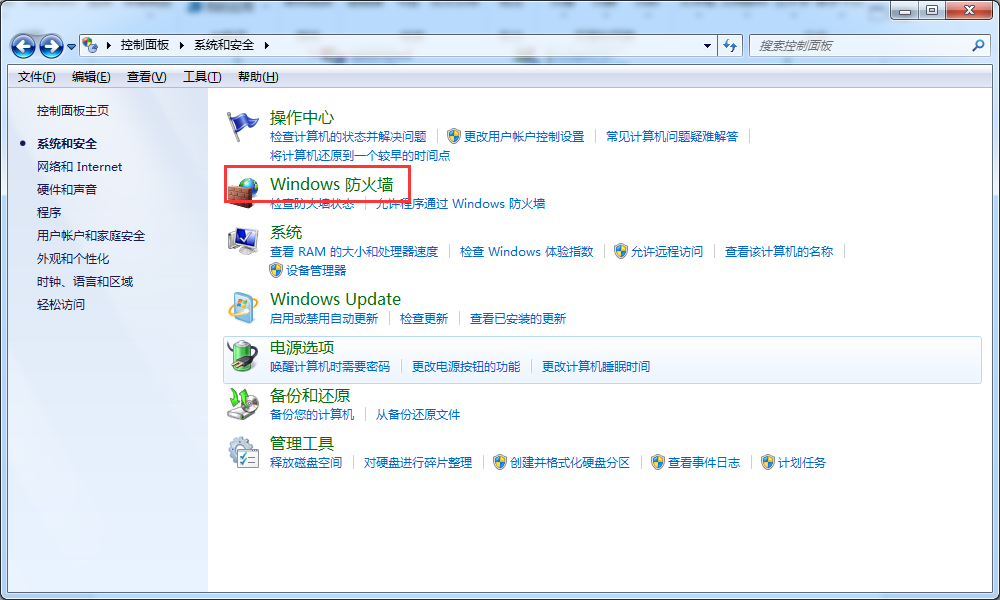 控制面板 系统和安全
搜索控制面板
文件(F) 编辑(E) 查看(V) 工具(T) 帮助(H)
控制面板主页
系统和安全
网络和 Internet
硬件和声音
程序
用户帐户和家庭安全
外观和个性化
时钟、语言和区域
轻松访问
操作中心
检查计算机的状态并解决问题 更改用户帐户控制设置 常见计算机问题疑难解答
将计算机还原到一个较早的时间点
Windows 防火墙
检查防火墙状态 允许程序通过 Windows 防火墙
系统
查看 RAM 的大小和处理器速度 检查 Windows 体验指数 允许远程访问 查看该计算机的名称
设备管理器
Windows Update
启用或禁用自动更新 检查更新 查看已安装的更新
电源选项
唤醒计算机时需要密码 更改电源按钮的功能 更改计算机睡眠时间
备份和还原
备份您的计算机 从备份还原文件
管理工具
释放磁盘空间 对硬盘进行碎片整理 创建并格式化硬盘分区 查看事件日志 计划任务